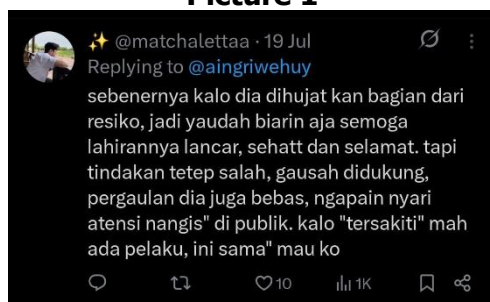 Picture 1
✨ @matchalettaa · 19 Jul
Replying to @aingriwehuy
sebenernya kalo dia dihujat kan bagian dari
resiko, jadi yaudah biarin aja semoga
lahirannya lancar, sehatt dan selamat. tapi
tindakan tetep salah, gausah didukung,
pergaulan dia juga bebas, ngapain nyari
atensi nangis" di publik. kalo "tersakiti" mah
ada pelaku, ini sama" mau ko
10 1K